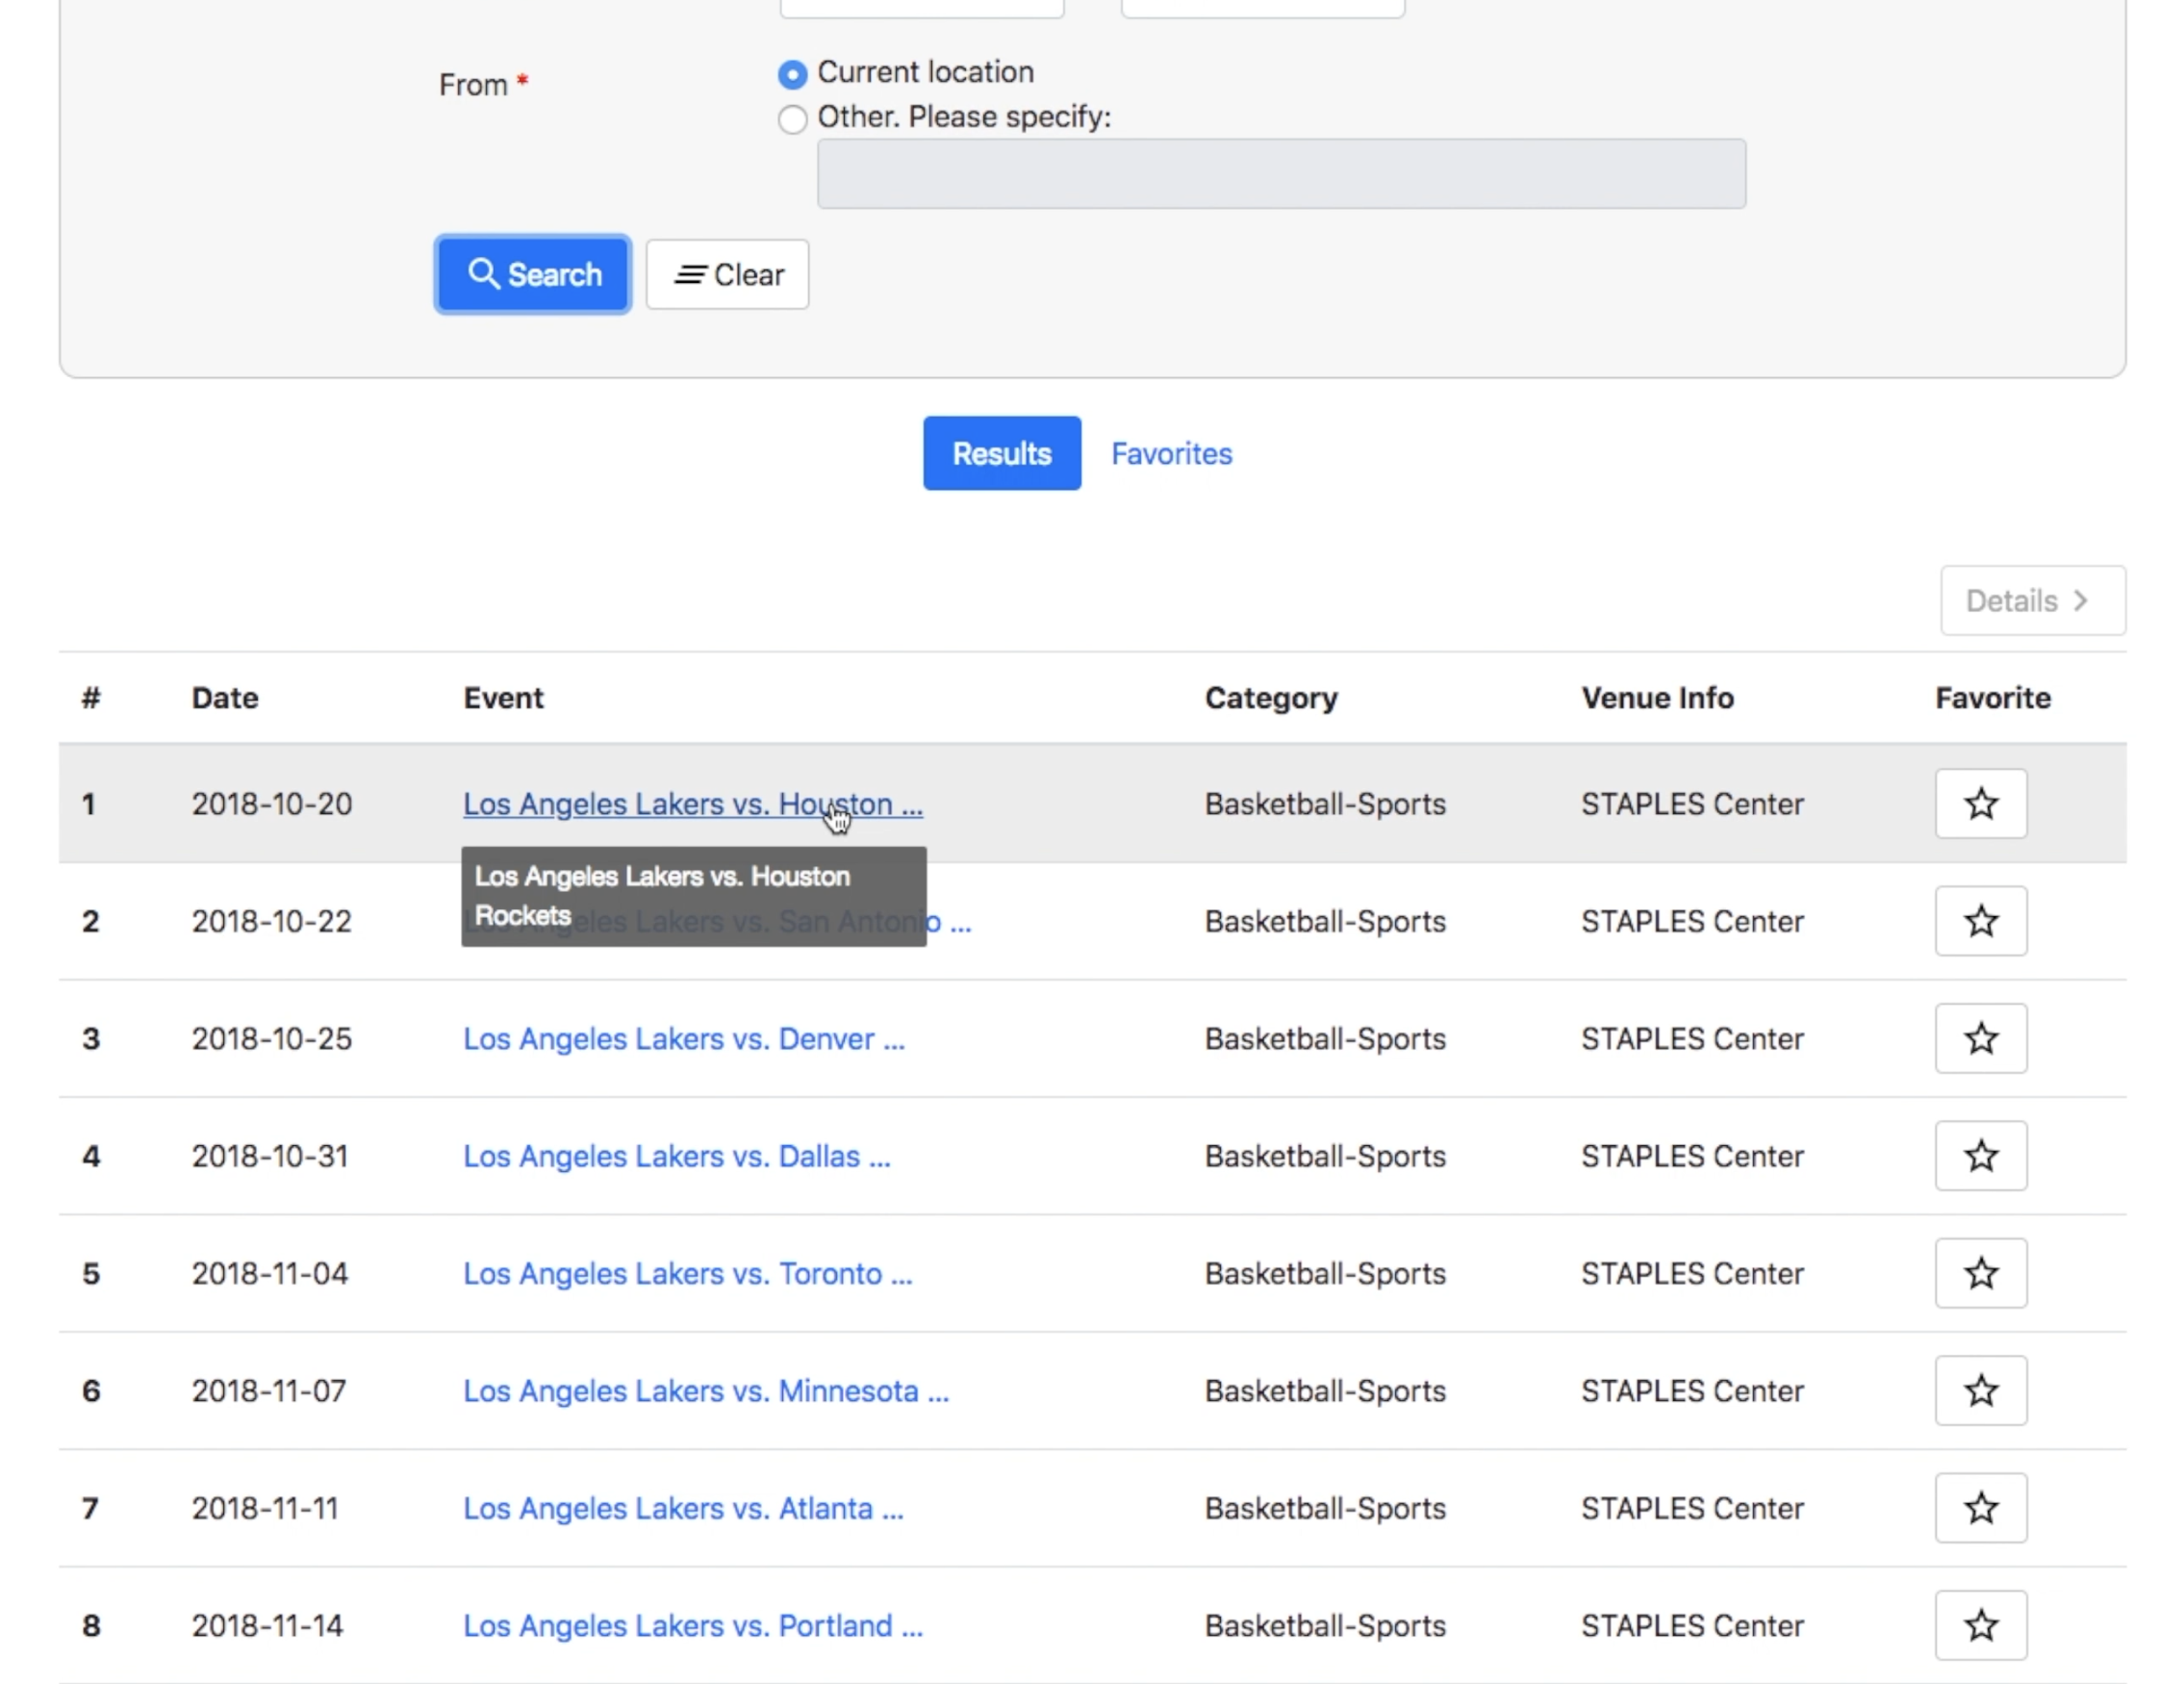 From *
Current location
Other. Please specify:
Search Clear
Results Favorites
Details
# Date Event Category Venue Info Favorite
1 2018-10-20 Los Angeles Lakers vs. Houston ... Basketball-Sports STAPLES Center
Los Angeles Lakers vs. Houston
Rockets
2 2018-10-22 Los Angeles Lakers vs. San Antonio ... Basketball-Sports STAPLES Center
3 2018-10-25 Los Angeles Lakers vs. Denver ... Basketball-Sports STAPLES Center
4 2018-10-31 Los Angeles Lakers vs. Dallas ... Basketball-Sports STAPLES Center
5 2018-11-04 Los Angeles Lakers vs. Toronto ... Basketball-Sports STAPLES Center
6 2018-11-07 Los Angeles Lakers vs. Minnesota ... Basketball-Sports STAPLES Center
7 2018-11-11 Los Angeles Lakers vs. Atlanta ... Basketball-Sports STAPLES Center
8 2018-11-14 Los Angeles Lakers vs. Portland ... Basketball-Sports STAPLES Center